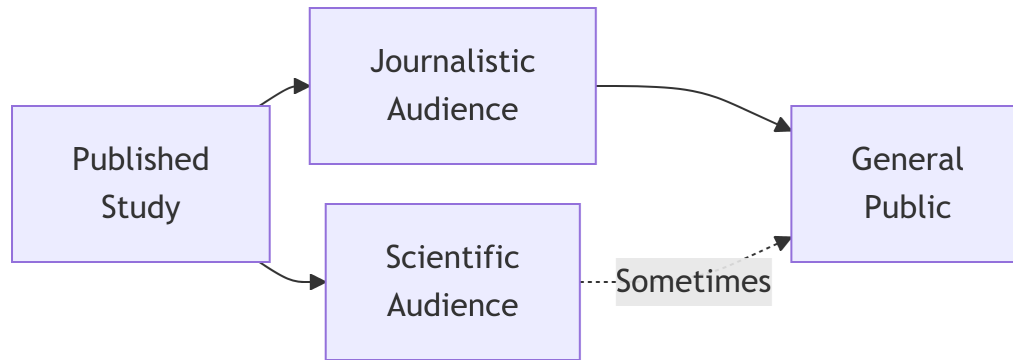 Published
Study
Journalistic
Audience
Scientific
Audience
Sometimes
General
Public